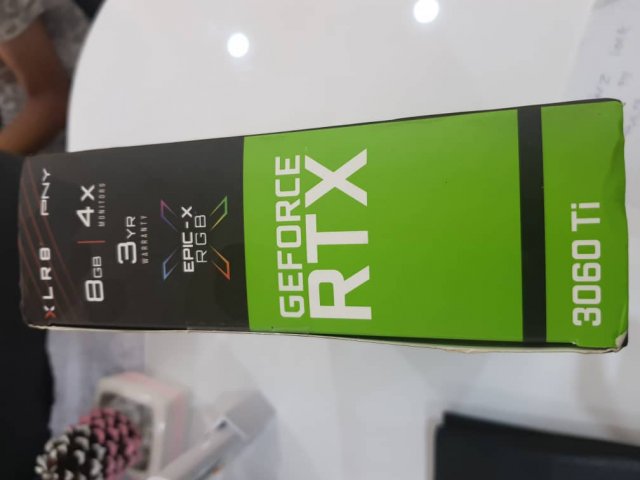 XLR8 PNY
8GB | 4X MONITORS
3YR WARRANTY
EPIC-X
RGB
GEFORCE
RTX
3060 Ti